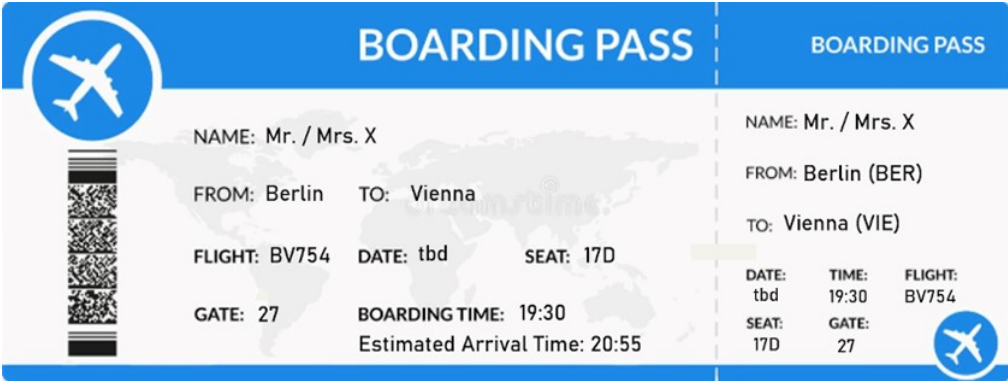 BOARDING PASS
NAME: Mr. / Mrs. X
FROM: Berlin TO: Vienna
FLIGHT: BV754 DATE: tbd SEAT: 17D
GATE: 27 BOARDING TIME: 19:30
Estimated Arrival Time: 20:55
BOARDING PASS
NAME: Mr. / Mrs. X
FROM: Berlin (BER)
TO: Vienna (VIE)
DATE: TIME: FLIGHT:
tbd 19:30 BV754
SEAT: GATE:
17D 27
dreamstime.